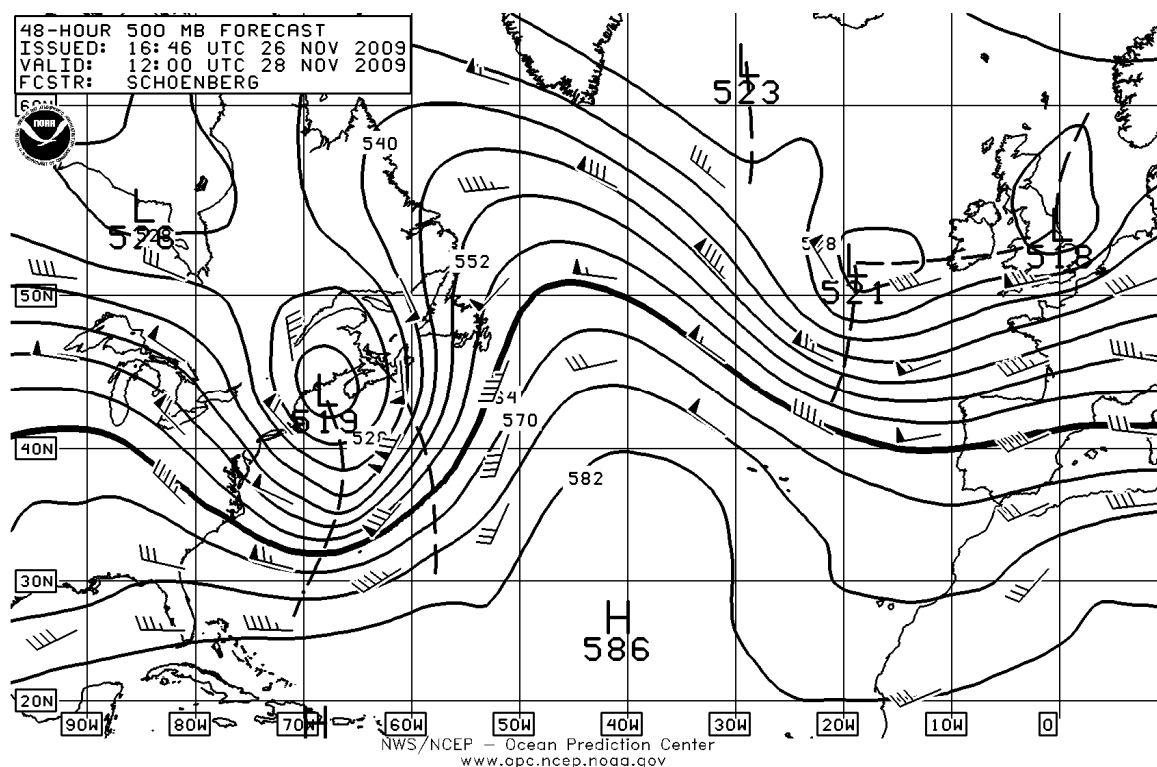 48-HOUR 500 MB FORECAST
ISSUED: 16:46 UTC 26 NOV 2009
VALID: 12:00 UTC 28 NOV 2009
FCSTR: SCHOENBERG
NOAA
L
523
540
L
528
L
518
552
L
521
50N
L
519
528
570
40N
582
30N
H
586
20N
90W
80W
70W
H
60W
50W
40W
30W
20W
10W
0
NWS/NCEP – Ocean Prediction Center
www.opc.ncep.noaa.gov